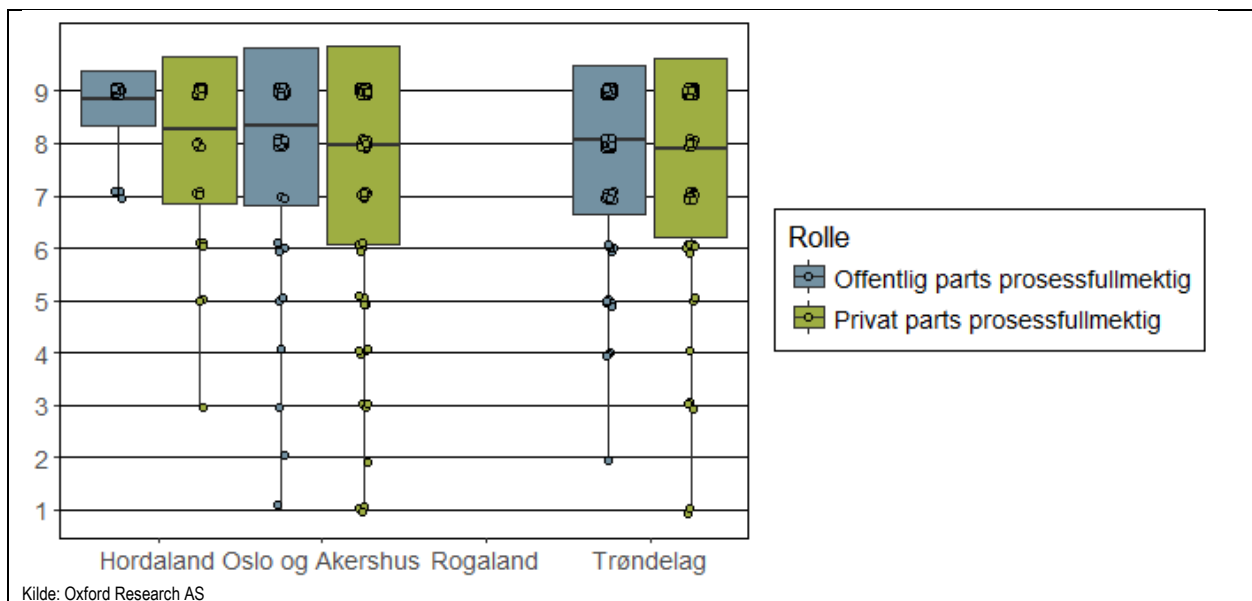 9
8
7
6
5
4
3
2
1
Hordaland Oslo og Akershus Rogaland Trøndelag
Rolle
Offentlig parts prosessfullmektig
Privat parts prosessfullmektig
Kilde: Oxford Research AS